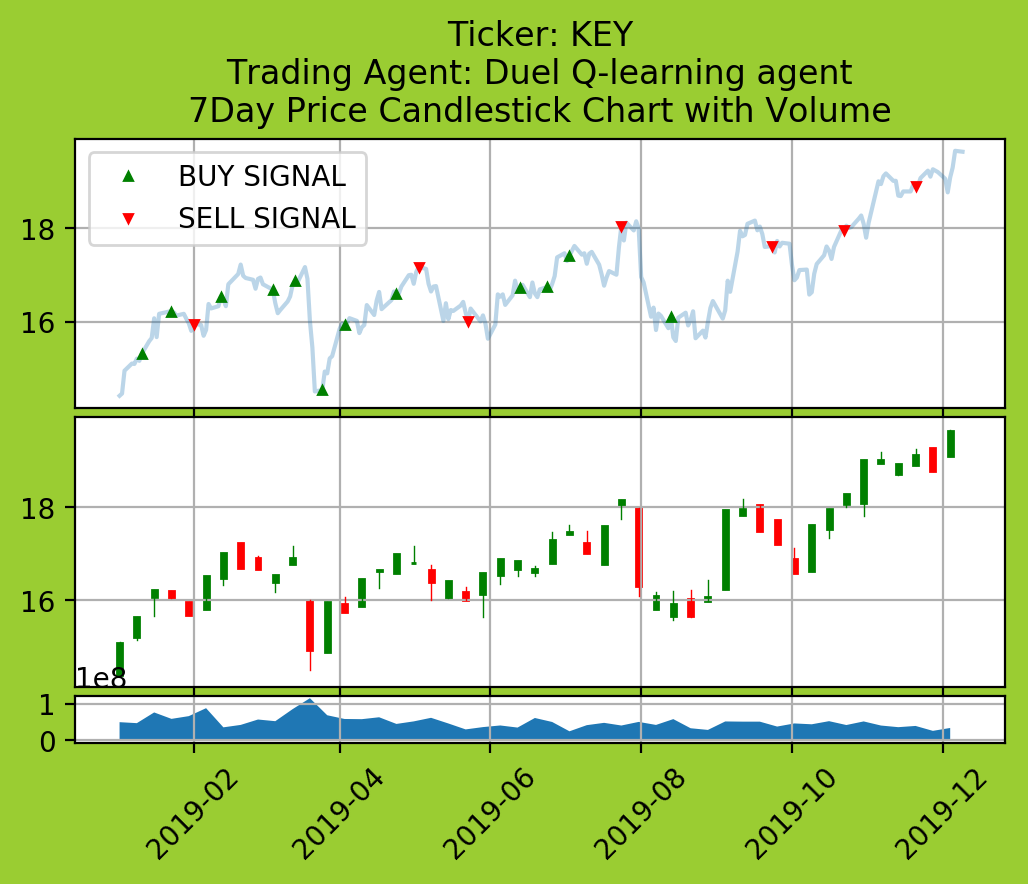 Ticker: KEY
Trading Agent: Duel Q-learning agent
7Day Price Candlestick Chart with Volume
BUY SIGNAL
SELL SIGNAL
18
16
18
16
1e8
1
0
2019-02
2019-04
2019-06
2019-08
2019-10
2019-12